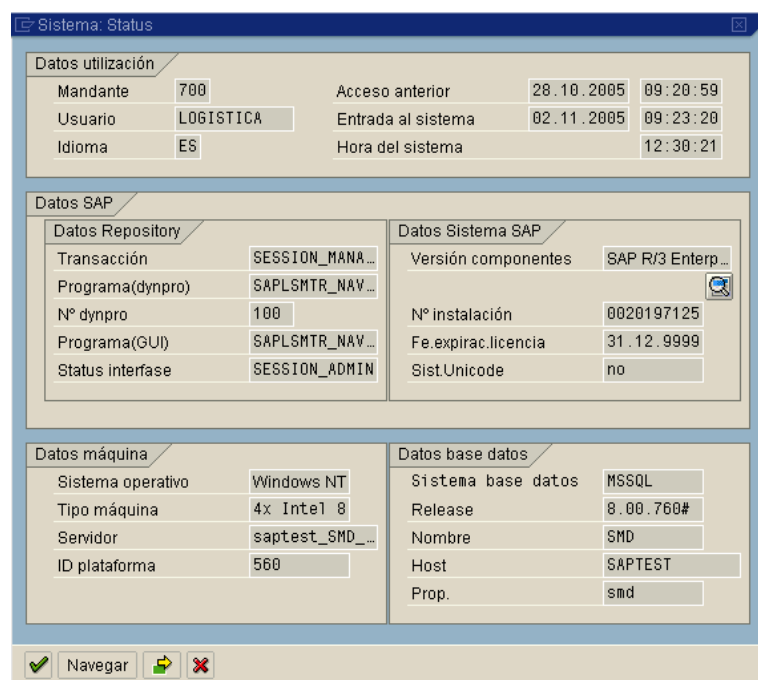 Sistema: Status
Datos utilización
Mandante 700 Acceso anterior 28.10.2005 09:20:59
Usuario LOGISTICA Entrada al sistema 02.11.2005 09:23:20
Idioma ES Hora del sistema 12:30:21
Datos SAP
Datos Repository
Transacción SESSION_MANA…
Programa(dynpro) SAPLSMTR_NAV…
Nº dynpro 100
Programa(GUI) SAPLSMTR_NAV…
Status interfase SESSION_ADMIN
Datos Sistema SAP
Versión componentes SAP R/3 Enterp…
Nº instalación 0020197125
Fe.expirac.licencia 31.12.9999
Sist.Unicode no
Datos máquina
Sistema operativo Windows NT
Tipo máquina 4x Intel 8
Servidor saptest_SMD_…
ID plataforma 560
Datos base datos
Sistema base datos MSSQL
Release 8.00.760#
Nombre SMD
Host SAPTEST
Prop. smd
Navegar